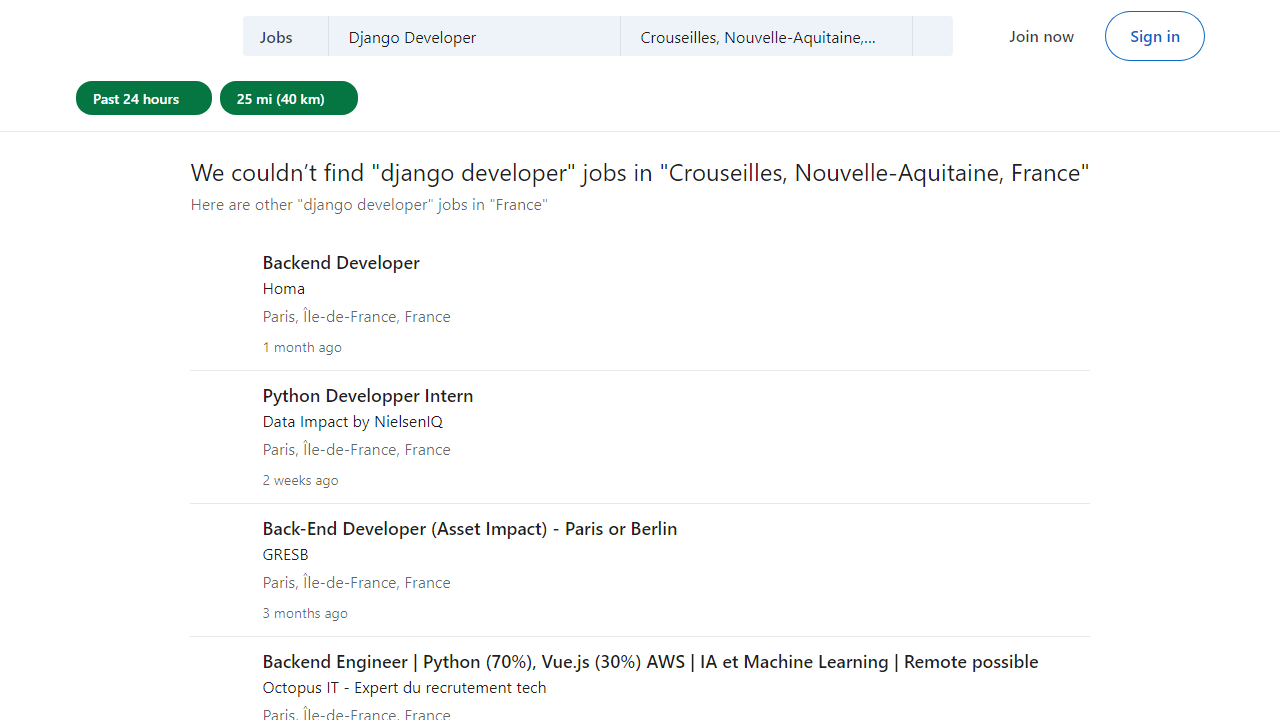 Jobs
Django Developer
Crouseilles, Nouvelle-Aquitaine,...
Join now
Sign in
Past 24 hours
25 mi (40 km)
We couldn’t find "django developer" jobs in "Crouseilles, Nouvelle-Aquitaine, France"
Here are other "django developer" jobs in "France"
Backend Developer
Homa
Paris, Île-de-France, France
1 month ago
Python Developper Intern
Data Impact by NielsenIQ
Paris, Île-de-France, France
2 weeks ago
Back-End Developer (Asset Impact) - Paris or Berlin
GRESB
Paris, Île-de-France, France
3 months ago
Backend Engineer | Python (70%), Vue.js (30%) AWS | IA et Machine Learning | Remote possible
Octopus IT - Expert du recrutement tech
Paris, Île-de-France, France